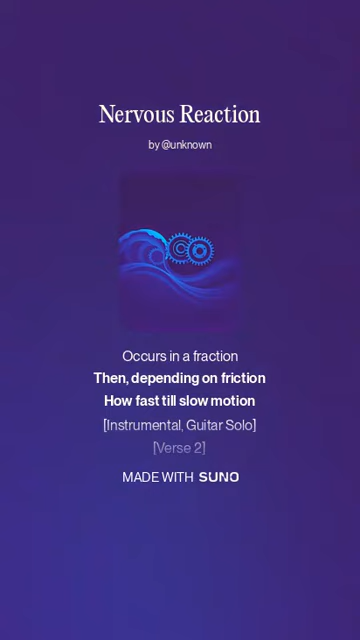 Nervous Reaction
by @unknown
Occurs in a fraction
Then, depending on friction
How fast till slow motion
[Instrumental, Guitar Solo]
[Verse 2]
MADE WITH SUNO